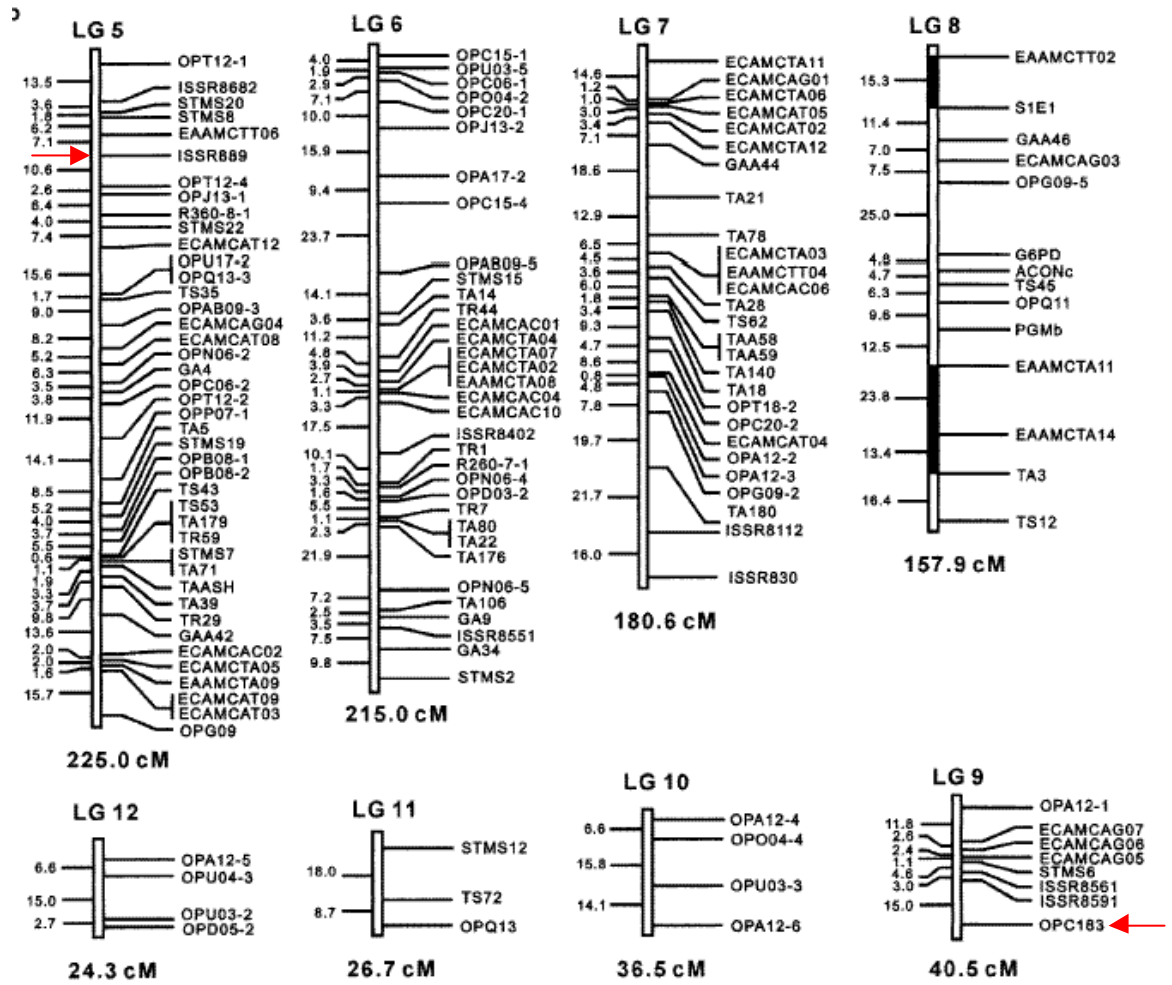 LG 5
13.5
3.6
1.8
6.2
7.1
10.6
2.6
6.4
4.0
7.4
15.6
1.7
9.0
8.2
5.2
6.3
3.5
3.8
11.9
14.1
8.5
5.2
4.0
3.7
5.5
0.6
1.1
1.9
3.3
3.7
9.8
13.6
2.0
2.0
1.6
15.7
OPT12-1
ISSR8682
STMS20
STMS8
EAAMCTT06
ISSR889
OPT12-4
OPJ13-1
R360-8-1
STMS22
ECAMCAT12
OPU17-2
OPQ13-3
TS35
OPAB09-3
ECAMCAG04
ECAMCAT08
OPN06-2
GA4
OPC06-2
OPT12-2
OPP07-1
TA5
STMS19
OPB08-1
OPB08-2
TS43
TS53
TA179
TR59
STMS7
TA71
TAASH
TA39
TR29
GAA42
ECAMCAC02
ECAMCTA05
EAAMCTA09
ECAMCAT09
ECAMCAT03
OPG09
225.0 cM
LG 6
4.0
1.9
2.9
7.1
10.0
15.9
9.4
23.7
14.1
3.6
11.2
4.8
3.9
2.7
1.1
3.3
17.5
10.1
1.7
3.3
1.6
5.5
1.1
2.3
21.9
7.2
2.5
3.5
7.5
9.8
OPC15-1
OPU03-5
OPC06-1
OPO04-2
OPC20-1
OPJ13-2
OPA17-2
OPC15-4
OPAB09-5
STMS15
TA14
TR44
ECAMCAC01
ECAMCTA04
ECAMCTA07
ECAMCTA02
EAAMCTA08
ECAMCAC04
ECAMCAC10
ISSR8402
TR1
R260-7-1
OPN06-4
OPD03-2
TR7
TA80
TA22
TA176
OPN06-5
TA106
GA9
ISSR8551
GA34
STMS2
215.0 cM
LG 7
14.6
1.2
1.0
3.0
3.4
7.1
18.6
12.9
6.5
4.5
3.6
6.0
1.8
3.4
9.3
4.7
8.6
0.8
4.8
7.8
19.7
21.7
16.0
ECAMCTA11
ECAMCAG01
ECAMCTA06
ECAMCAT05
ECAMCAT02
ECAMCTA12
GAA44
TA21
TA78
ECAMCTA03
EAAMCTT04
ECAMCAC06
TA28
TS62
TAA58
TAA59
TA140
TA18
OPT18-2
OPC20-2
ECAMCAT04
OPA12-2
OPA12-3
OPG09-2
TA180
ISSR8112
ISSR830
180.6 cM
LG 8
15.3
11.4
7.0
7.5
25.0
4.8
4.7
6.3
9.6
12.5
23.8
13.4
16.4
EAAMCTT02
S1E1
GAA46
ECAMCAG03
OPG09-5
G6PD
ACONc
TS45
OPQ11
PGMb
EAAMCTA11
EAAMCTA14
TA3
TS12
157.9 cM
LG 12
6.6
15.0
2.7
OPA12-5
OPU04-3
OPU03-2
OPD05-2
24.3 cM
LG 11
18.0
8.7
STMS12
TS72
OPQ13
26.7 cM
LG 10
6.6
15.8
14.1
OPA12-4
OPO04-4
OPU03-3
OPA12-6
36.5 cM
LG 9
11.8
2.6
2.4
1.1
4.6
3.0
15.0
OPA12-1
ECAMCAG07
ECAMCAG06
ECAMCAG05
STMS6
ISSR8561
ISSR8591
OPC183
40.5 cM